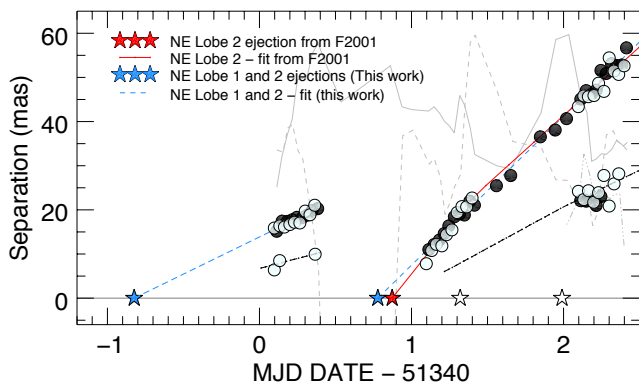 60
40
20
0
Separation (mas)
NE Lobe 2 ejection from F2001
NE Lobe 2 − fit from F2001
NE Lobe 1 and 2 ejections (This work)
NE Lobe 1 and 2 − fit (this work)
−1 0 1 2
MJD DATE − 51340